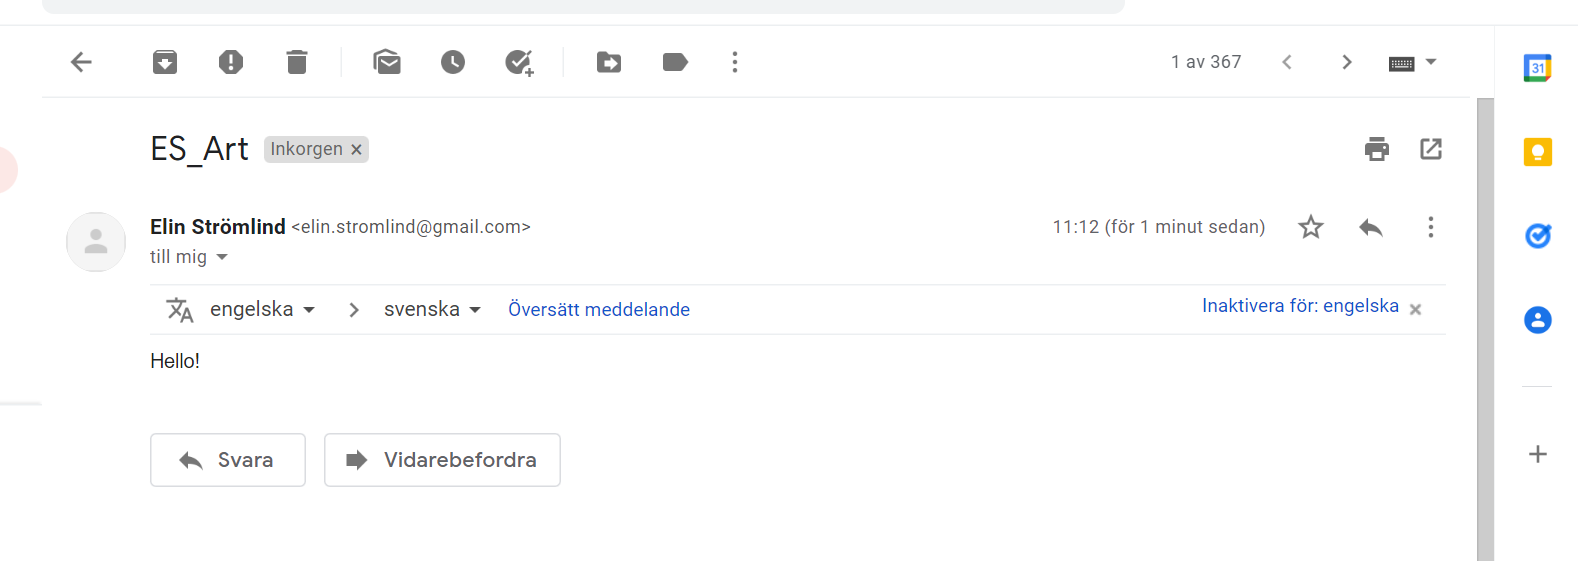 1 av 367
31
ES_Art Inkorgen ×
Elin Strömlind <elin.stromlind@gmail.com> 11:12 (för 1 minut sedan)
till mig
engelska > svenska Översätt meddelande Inaktivera för: engelska ×
Hello!
Svara Vidarebefordra